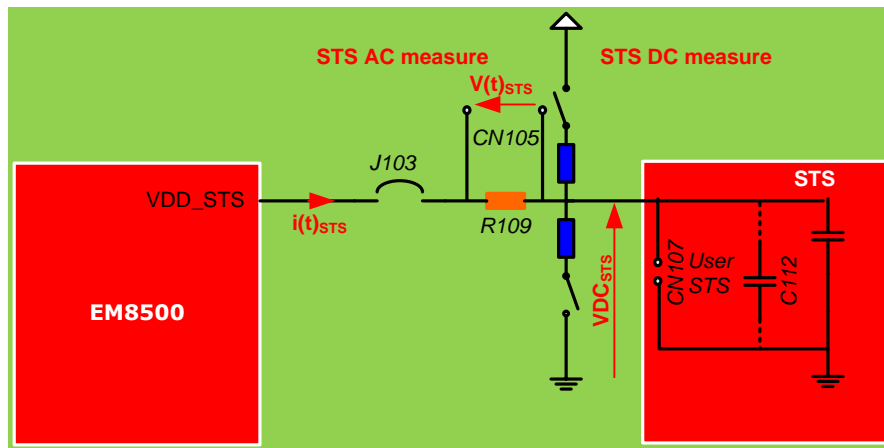 STS AC measure
STS DC measure
V(t)STS
CN105
J103
STS
VDD_STS
i(t)STS
R109
EM8500
VDCSTS
CN107
User
STS
C112